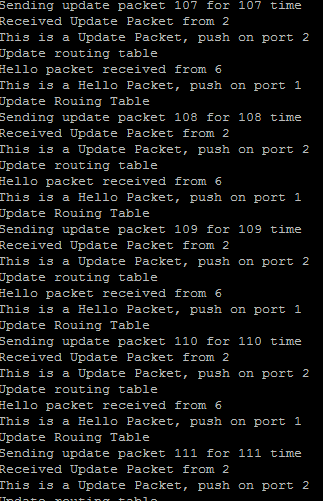 Sending update packet 107 for 107 time
Received Update Packet from 2
This is a Update Packet, push on port 2
Update routing table
Hello packet received from 6
This is a Hello Packet, push on port 1
Update Rouing Table
Sending update packet 108 for 108 time
Received Update Packet from 2
This is a Update Packet, push on port 2
Update routing table
Hello packet received from 6
This is a Hello Packet, push on port 1
Update Rouing Table
Sending update packet 109 for 109 time
Received Update Packet from 2
This is a Update Packet, push on port 2
Update routing table
Hello packet received from 6
This is a Hello Packet, push on port 1
Update Rouing Table
Sending update packet 110 for 110 time
Received Update Packet from 2
This is a Update Packet, push on port 2
Update routing table
Hello packet received from 6
This is a Hello Packet, push on port 1
Update Rouing Table
Sending update packet 111 for 111 time
Received Update Packet from 2
This is a Update Packet, push on port 2
Update routing table